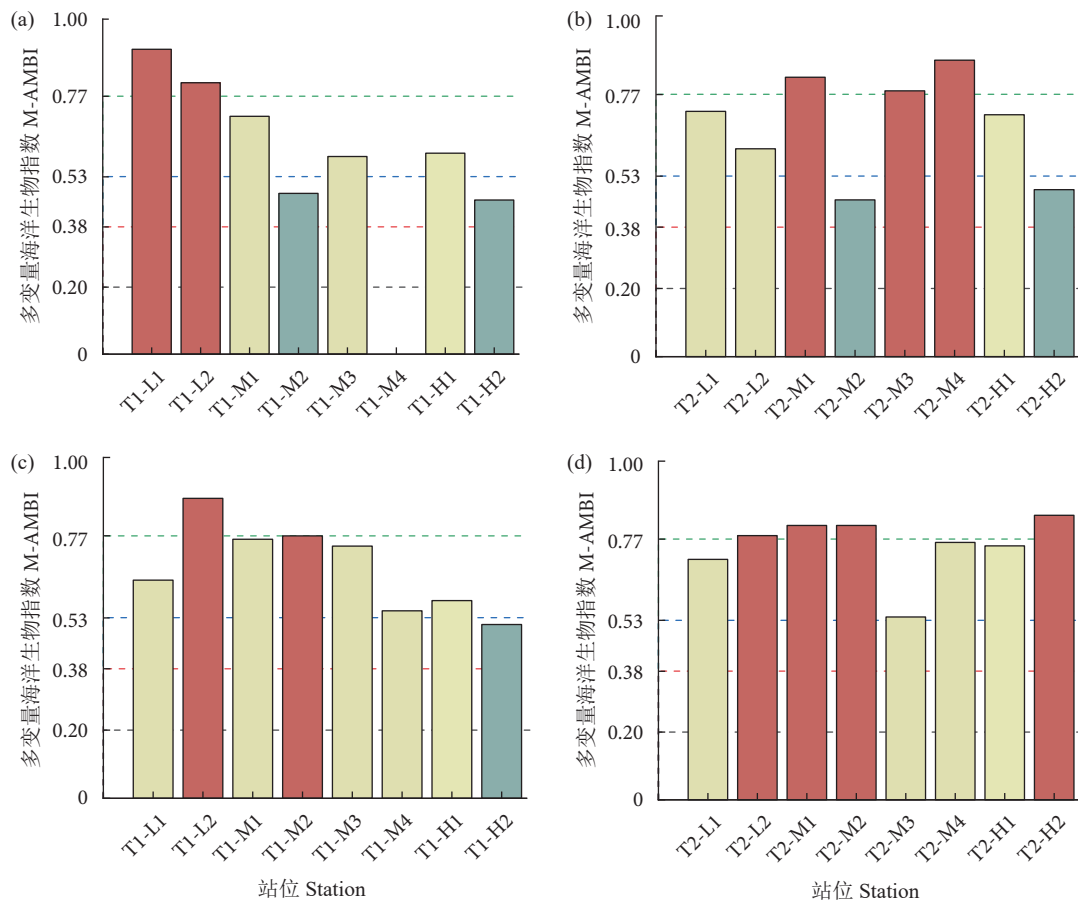 (a)
多变量海洋生物指数 M-AMBI
1.00
0.77
0.53
0.38
0.20
0
T1-L1
T1-L2
T1-M1
T1-M2
T1-M3
T1-M4
T1-H1
T1-H2
(b)
多变量海洋生物指数 M-AMBI
1.00
0.77
0.53
0.38
0.20
0
T2-L1
T2-L2
T2-M1
T2-M2
T2-M3
T2-M4
T2-H1
T2-H2
(c)
多变量海洋生物指数 M-AMBI
1.00
0.77
0.53
0.38
0.20
0
T1-L1
T1-L2
T1-M1
T1-M2
T1-M3
T1-M4
T1-H1
T1-H2
站位 Station
(d)
多变量海洋生物指数 M-AMBI
1.00
0.77
0.53
0.38
0.20
0
T2-L1
T2-L2
T2-M1
T2-M2
T2-M3
T2-M4
T2-H1
T2-H2
站位 Station